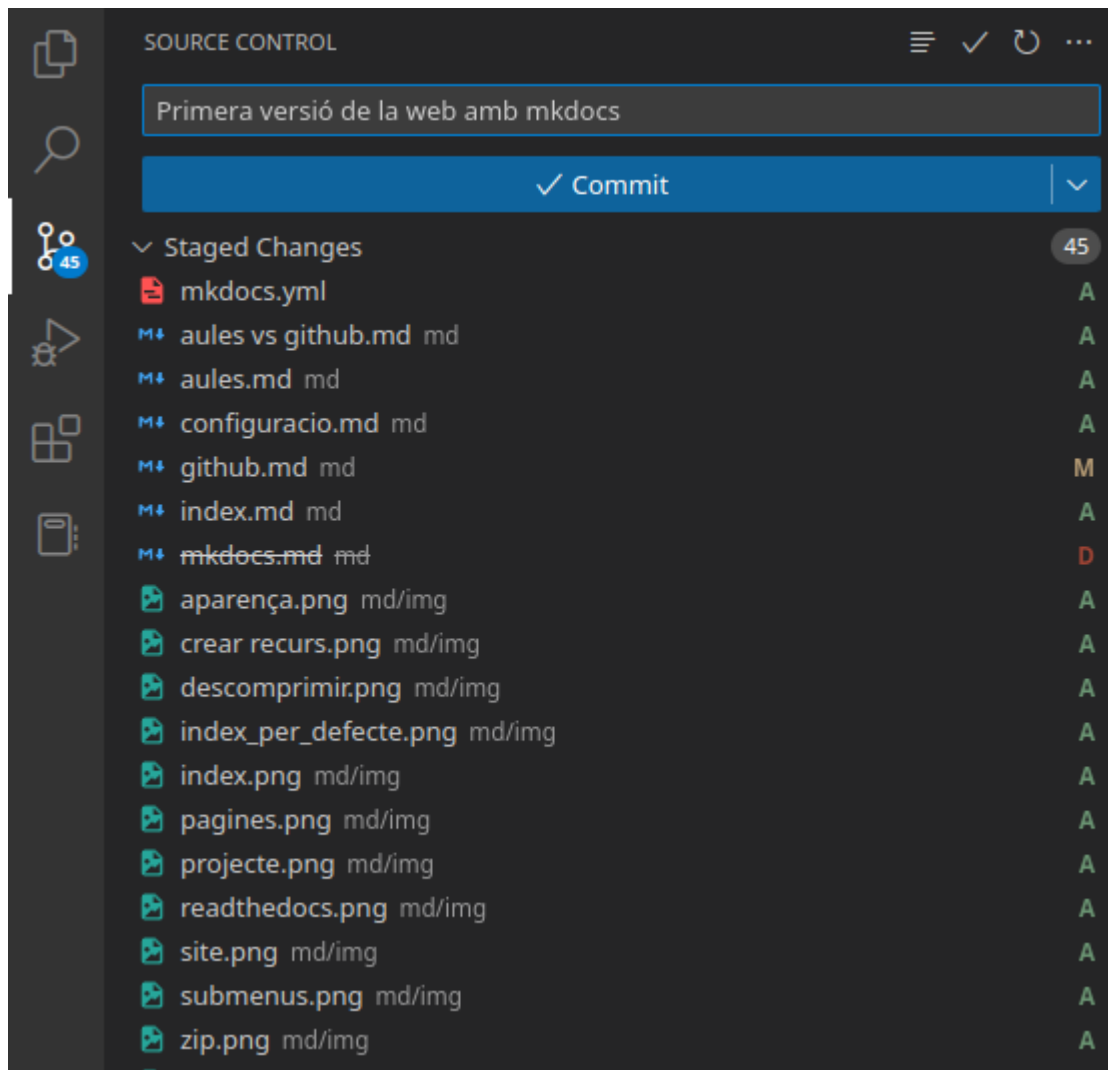 SOURCE CONTROL
Primera versió de la web amb mkdocs
Commit
45
Staged Changes 45
mkdocs.yml A
aules vs github.md md A
aules.md md A
configuracio.md md A
github.md md M
index.md md A
mkdocs.md md D
aparença.png md/img A
crear recurs.png md/img A
descomprimir.png md/img A
index_per_defecte.png md/img A
index.png md/img A
pagines.png md/img A
projecte.png md/img A
readthedocs.png md/img A
site.png md/img A
submenus.png md/img A
zip.png md/img A